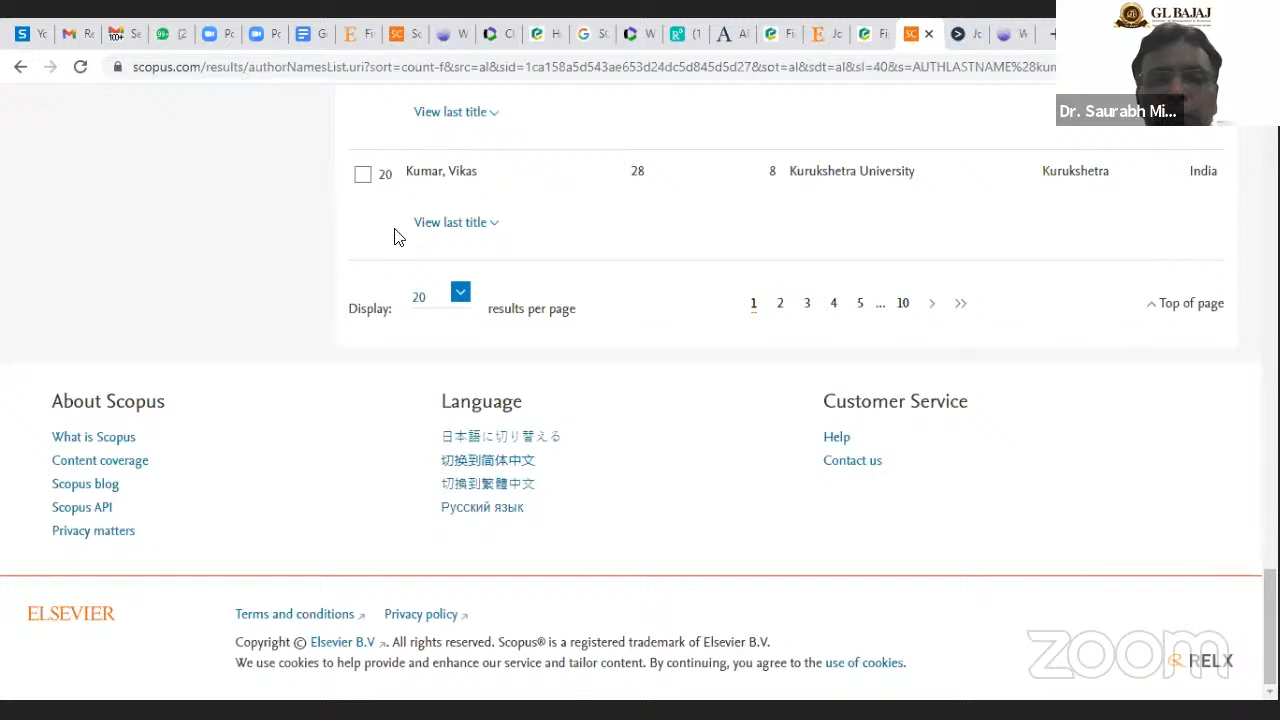 GL BAJAJ
Dr. Saurabh Mi...
scopus.com/results/authorNamesList.uri?sort=count-f&src=al&sid=1ca158a5d543ae653d24dc5d845d5d27&sot=al&sdt=al&sl=40&s=AUTHLASTNAME%28kur
View last title
20 Kumar, Vikas 28 8 Kurukshetra University Kurukshetra India
View last title
Display: 20 results per page 1 2 3 4 5 ... 10 Top of page
About Scopus
What is Scopus
Content coverage
Scopus blog
Scopus API
Privacy matters
Language
日本語に切り替える
切换到简体中文
切換到繁體中文
Русский язык
Customer Service
Help
Contact us
ELSEVIER
Terms and conditions Privacy policy
Copyright © Elsevier B.V. All rights reserved. Scopus® is a registered trademark of Elsevier B.V.
We use cookies to help provide and enhance our service and tailor content. By continuing, you agree to the use of cookies.
zoom
RELX